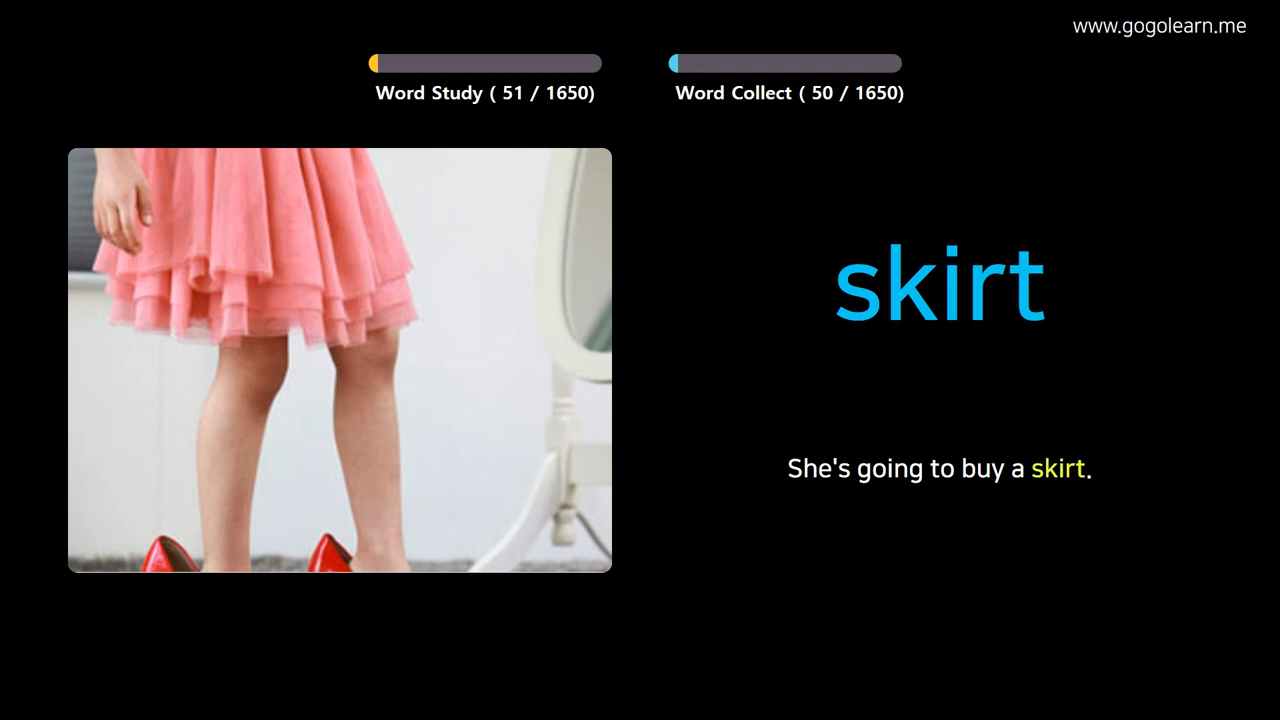 www.gogolearn.me
Word Study ( 51 / 1650)
Word Collect ( 50 / 1650)
skirt
She's going to buy a skirt.